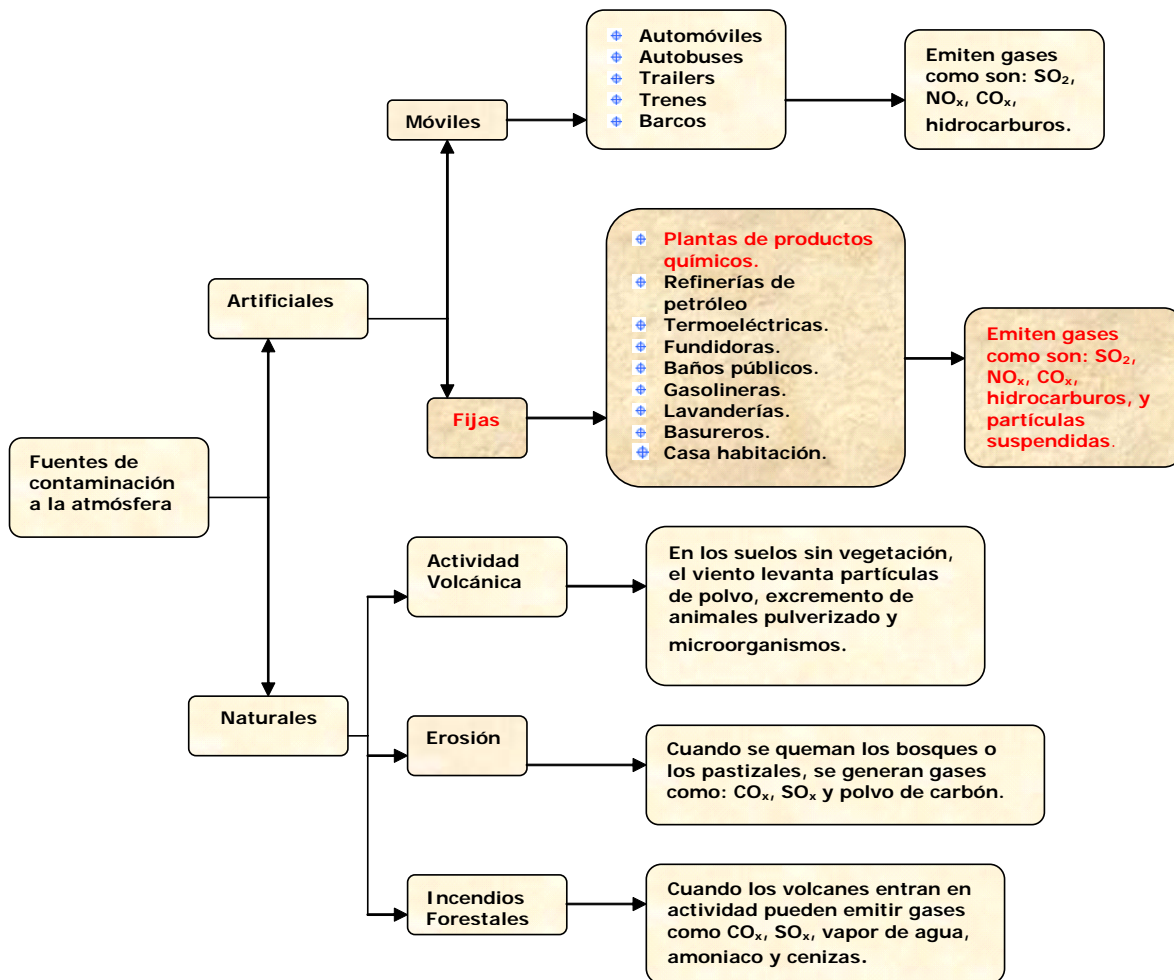 Automóviles
Autobuses
Trailers
Trenes
Barcos
Emiten gases
como son: SO₂,
NOₓ, COₓ,
hidrocarburos.
Móviles
Plantas de productos
químicos.
Refinerías de
petróleo
Termoeléctricas.
Fundidoras.
Baños públicos.
Gasolineras.
Lavanderías.
Basureros.
Casa habitación.
Artificiales
Emiten gases
como son: SO₂,
NOₓ, COₓ,
hidrocarburos, y
partículas
suspendidas.
Fijas
Fuentes de
contaminación
a la atmósfera
Actividad
Volcánica
En los suelos sin vegetación,
el viento levanta partículas
de polvo, excremento de
animales pulverizado y
microorganismos.
Naturales
Erosión
Cuando se queman los bosques o
los pastizales, se generan gases
como: COₓ, SOₓ y polvo de carbón.
Incendios
Forestales
Cuando los volcanes entran en
actividad pueden emitir gases
como COₓ, SOₓ, vapor de agua,
amoniaco y cenizas.